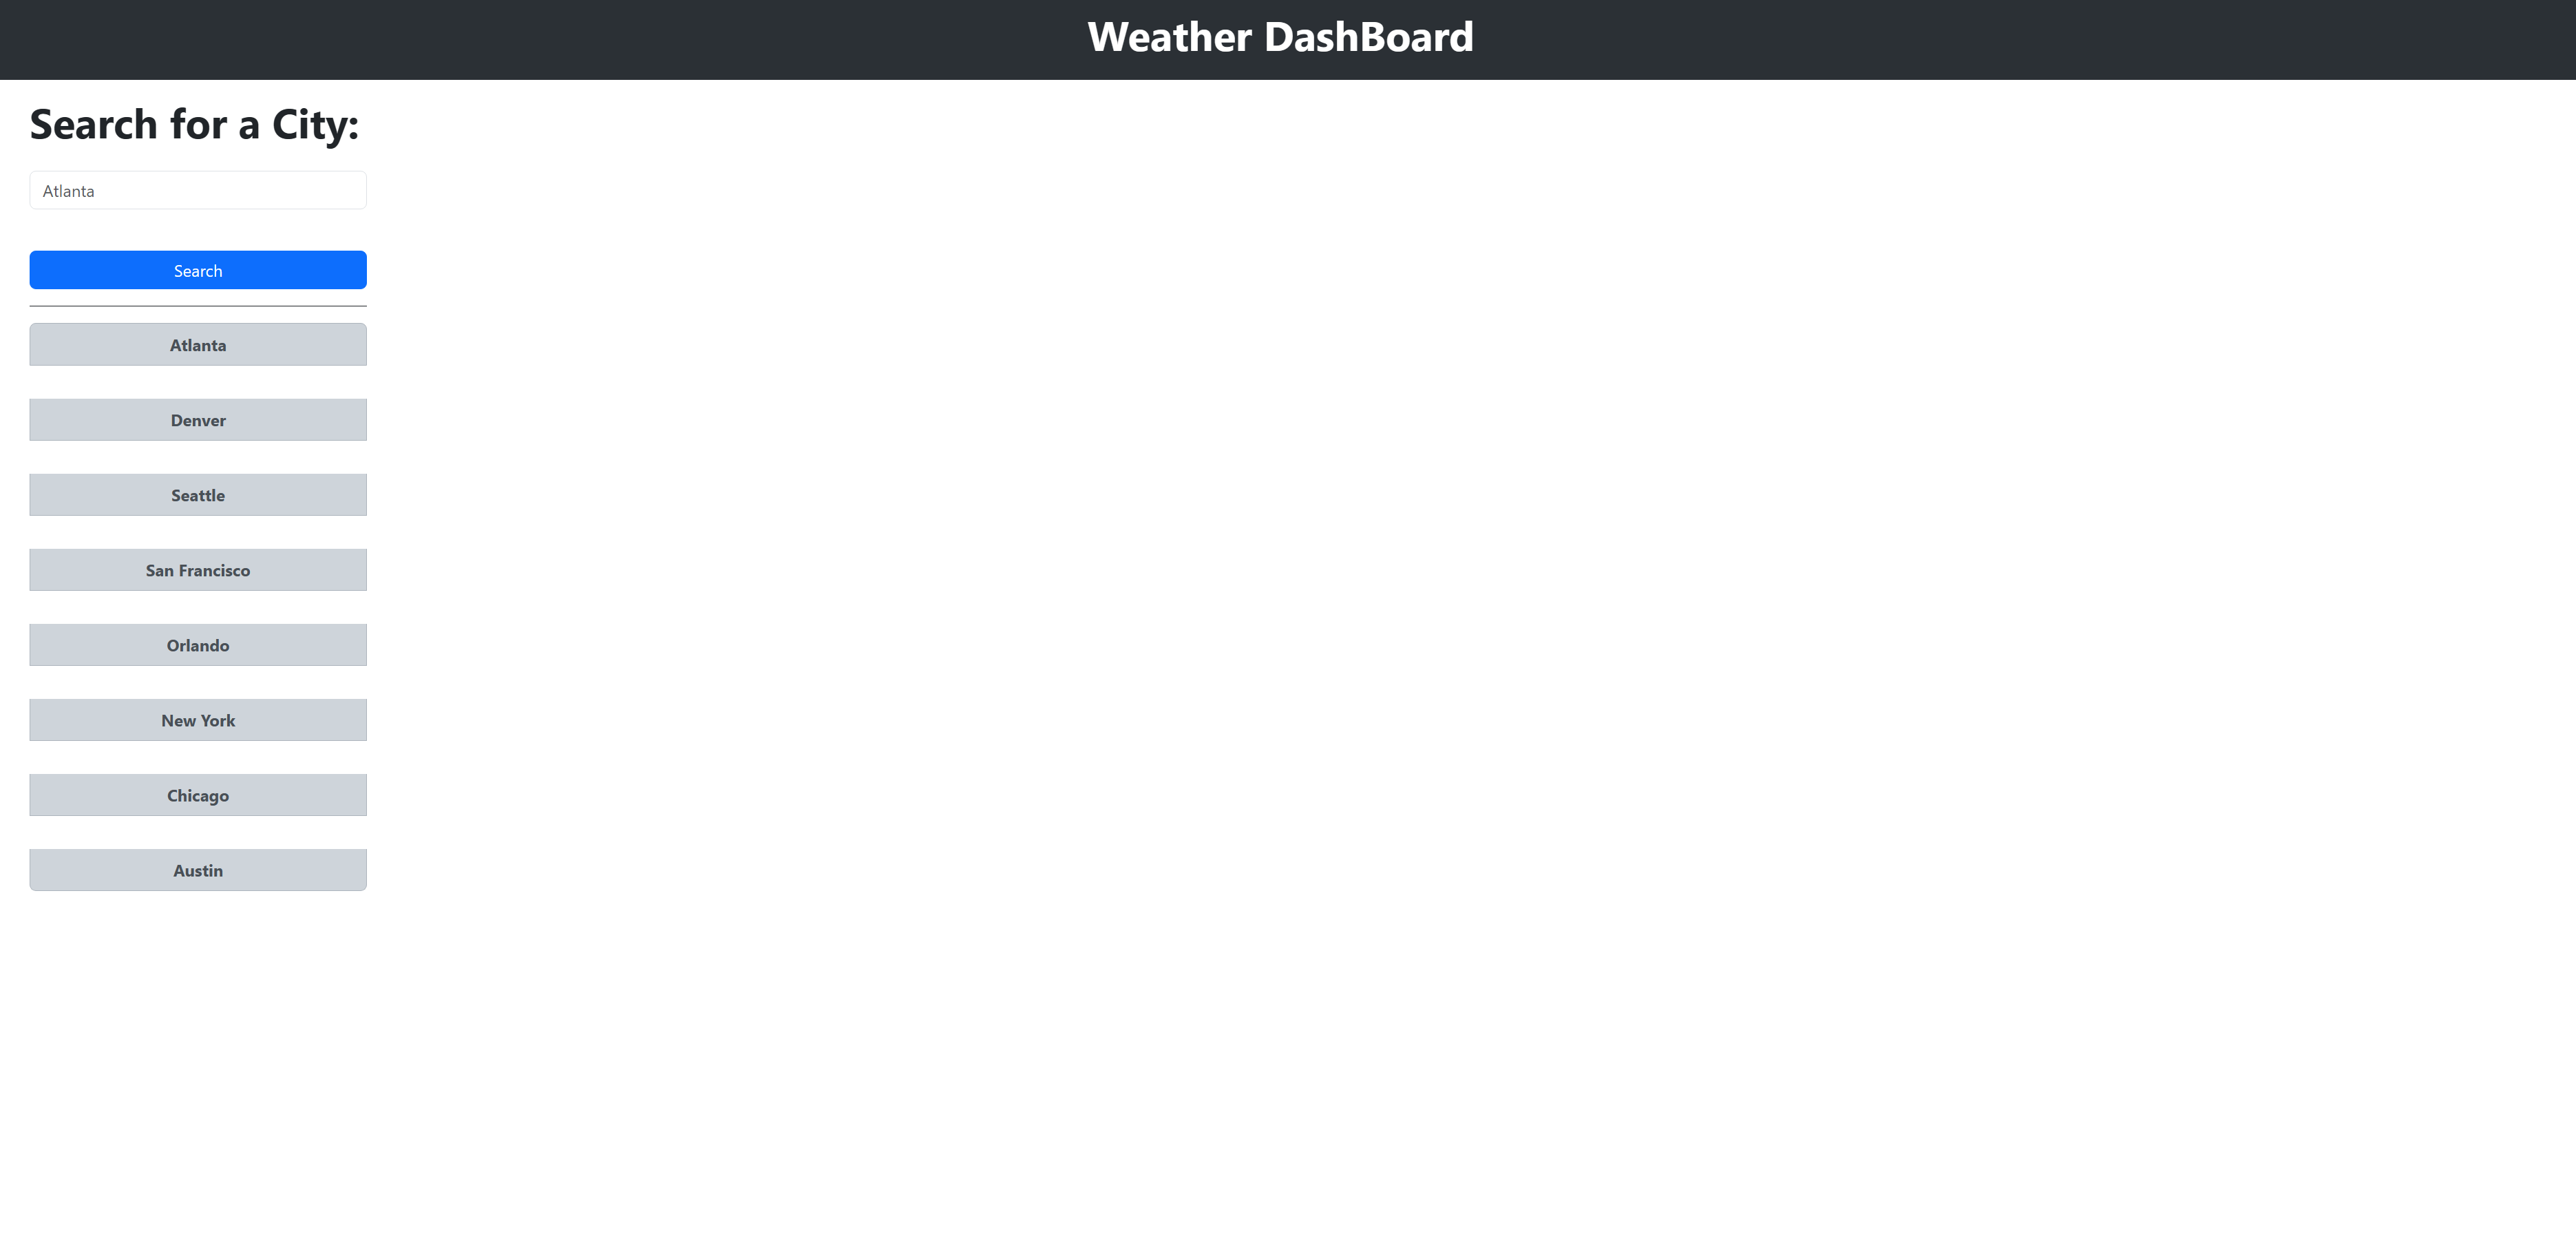 Weather DashBoard
Search for a City:
Atlanta
Search
Atlanta
Denver
Seattle
San Francisco
Orlando
New York
Chicago
Austin